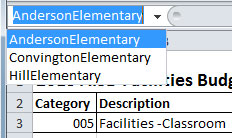 AndersonElementary
AndersonElementary
ConvingtonElementary
HillElementary
Facilities Budg
2 Category Description
3 005 Facilities -Classroom